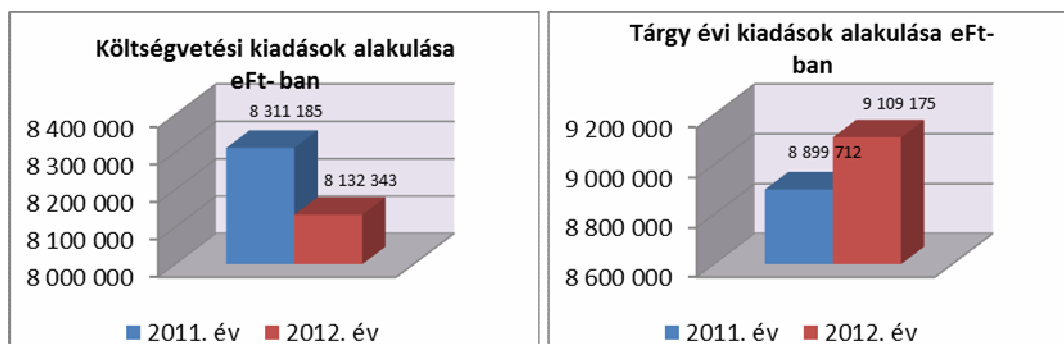 Költségvetési kiadások alakulása
eFt- ban
8 311 185
8 400 000
8 300 000
8 132 343
8 200 000
8 100 000
8 000 000
2011. év 2012. év
Tárgy évi kiadások alakulása eFt-
ban
9 109 175
9 200 000
8 899 712
9 000 000
8 800 000
8 600 000
2011. év 2012. év